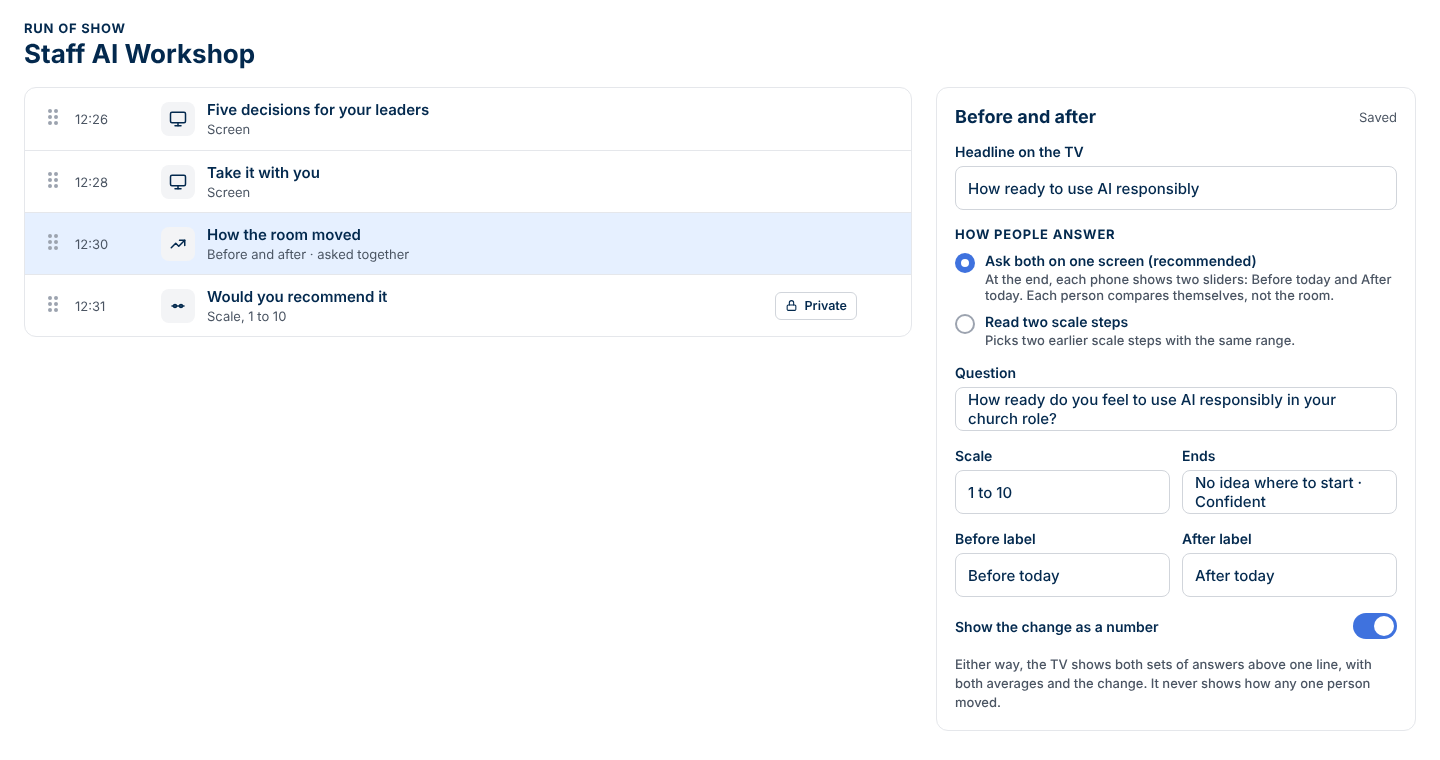 RUN OF SHOW
Staff AI Workshop
12:26
Five decisions for your leaders
Screen
12:28
Take it with you
Screen
12:30
How the room moved
Before and after · asked together
12:31
Would you recommend it
Scale, 1 to 10
Private
Before and after
Saved
Headline on the TV
How ready to use AI responsibly
HOW PEOPLE ANSWER
Ask both on one screen (recommended)
At the end, each phone shows two sliders: Before today and After
today. Each person compares themselves, not the room.
Read two scale steps
Picks two earlier scale steps with the same range.
Question
How ready do you feel to use AI responsibly in your
church role?
Scale
1 to 10
Ends
No idea where to start ·
Confident
Before label
Before today
After label
After today
Show the change as a number
Either way, the TV shows both sets of answers above one line, with
both averages and the change. It never shows how any one person
moved.